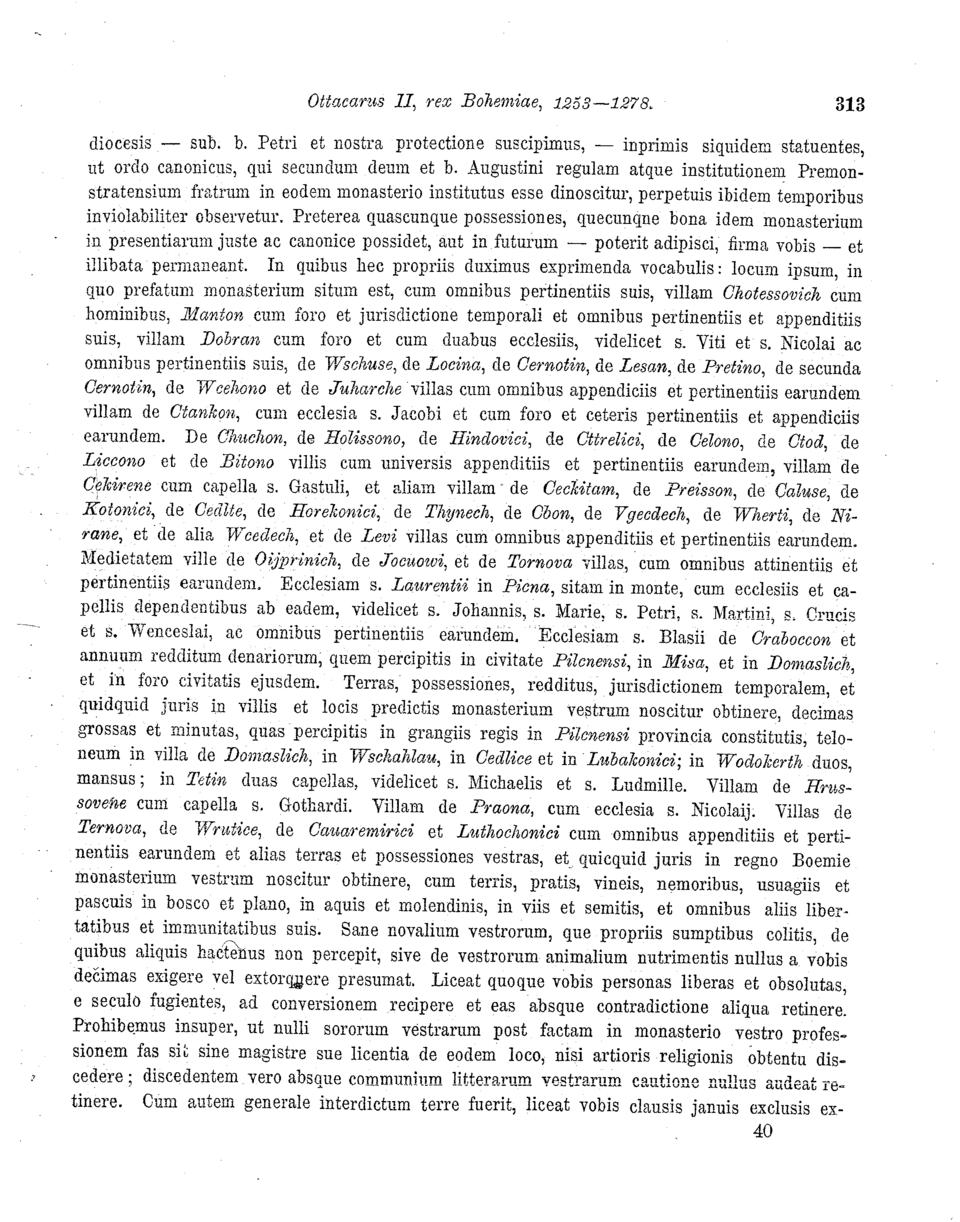 Ottacarus II, rex Bohemiae, 1253—1278. 313
diocesis — sub. b. Petri et nostra protectione suscipimus, — inprimis siquidem statuentes,
ut ordo canonicus, qui secundum deum et b. Augustini regulam atque institutionem Premon-
stratensium fratrum in eodem monasterio institutus esse dinoscitur, perpetuis ibidem temporibus
inviolabiliter observetur. Preterea quascunque possessiones, quecunqne bona idem monasterium
in presentiarum juste ac canonice possidet, aut in futurum — poterit adipisci, firma vobis — et
illibata permaneant. In quibus hec propriis duximus exprimenda vocabulis: locum ipsum, in
quo prefatum monasterium situm est, cum omnibus pertinentiis suis, villam Chotessovich cum
hominibus, Manton cum foro et jurisdictione temporali et omnibus pertinentiis et appenditiis
suis, villam Dobran cum foro et cum duabus ecclesiis, videlicet s. Viti et s. Nicolai ac
omnibus pertinentiis suis, de Wschuse, de Locina, de Cernotin, de Lesan, de Pretino, de secunda
Cernotin, de Wcehono et de Juharche villas cum omnibus appendiciis et pertinentiis earundem
villam de Ctankon, cum ecclesia s. Jacobi et cum foro et ceteris pertinentiis et appendiciis
earundem. De Chuchon, de Holissono, de Hindovici, de Cttrelici, de Celono, de Ctod, de
Liccono et de Bitono villis cum universis appenditiis et pertinentiis earundem, villam de
Cekirene cum capella s. Gastuli, et aliam villam de Ceckitam, de Preisson, de Caluse, de
Kotonici, de Cedlte, de Horekonici, de Thynech, de Cbon, de Vgecdech, de Wherti, de Ni-
rane, et de alia Wcedech, et de Levi villas cum omnibus appenditiis et pertinentiis earundem.
Medietatem ville de Oijprinich, de Jocuowi, et de Tornova villas, cum omnibus attinentiis et
pertinentiis earundem. Ecclesiam s. Laurentii in Picna, sitam in monte, cum ecclesiis et ca-
pellis dependentibus ab eadem, videlicet s. Johannis, s. Marie, s. Petri, s. Martini, s. Crucis
et s. Wenceslai, ac omnibus pertinentiis earundem. Ecclesiam s. Blasii de Craboccon et
annuum redditum denariorum, quem percipitis in civitate Pilcnensi, in Misa, et in Domaslich,
et in foro civitatis ejusdem. Terras, possessiones, redditus, jurisdictionem temporalem, et
quidquid juris in villis et locis predictis monasterium vestrum noscitur obtinere, decimas
grossas et minutas, quas percipitis in grangiis regis in Pilcnensi provincia constitutis, telo-
neum in villa de Domaslich, in Wschahlau, in Cedlice et in Lubakonici; in Wodokerth duos,
mansus; in Tetin duas capellas, videlicet s. Michaelis et s. Ludmille. Villam de Hrus-
sovene cum capella s. Gothardi. Villam de Praona, cum ecclesia s. Nicolaij. Villas de
Ternova, de Wrutice, de Cauaremirici et Luthochonici cum omnibus appenditiis et perti-
nentiis earundem et alias terras et possessiones vestras, et quicquid juris in regno Boemie
monasterium vestrum noscitur obtinere, cum terris, pratis, vineis, nemoribus, usuagiis et
pascuis in bosco et plano, in aquis et molendinis, in viis et semitis, et omnibus aliis liber-
tatibus et immunitatibus suis. Sane novalium vestrorum, que propriis sumptibus colitis, de
quibus aliquis hactenus non percepit, sive de vestrorum animalium nutrimentis nullus a vobis
decimas exigere vel extorquere presumat. Liceat quoque vobis personas liberas et obsolutas,
e seculo fugientes, ad conversionem recipere et eas absque contradictione aliqua retinere.
Prohibemus insuper, ut nulli sororum vestrarum post factam in monasterio vestro profes-
sionem fas sit sine magistre sue licentia de eodem loco, nisi artioris religionis obtentu dis-
cedere; discedentem vero absque communium litterarum vestrarum cautione nullus audeat re-
tinere. Cum autem generale interdictum terre fuerit, liceat vobis clausis januis exclusis ex-
40